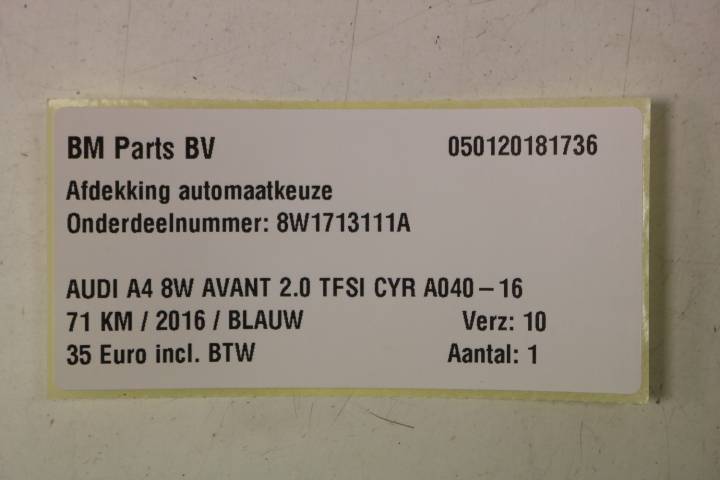 BM Parts BV 050120181736
Afdekking automaatkeuze
Onderdeelnummer: 8W1713111A
AUDI A4 8W AVANT 2.0 TFSI CYR A040-16
71 KM / 2016 / BLAUW Verz: 10
35 Euro incl. BTW Aantal: 1